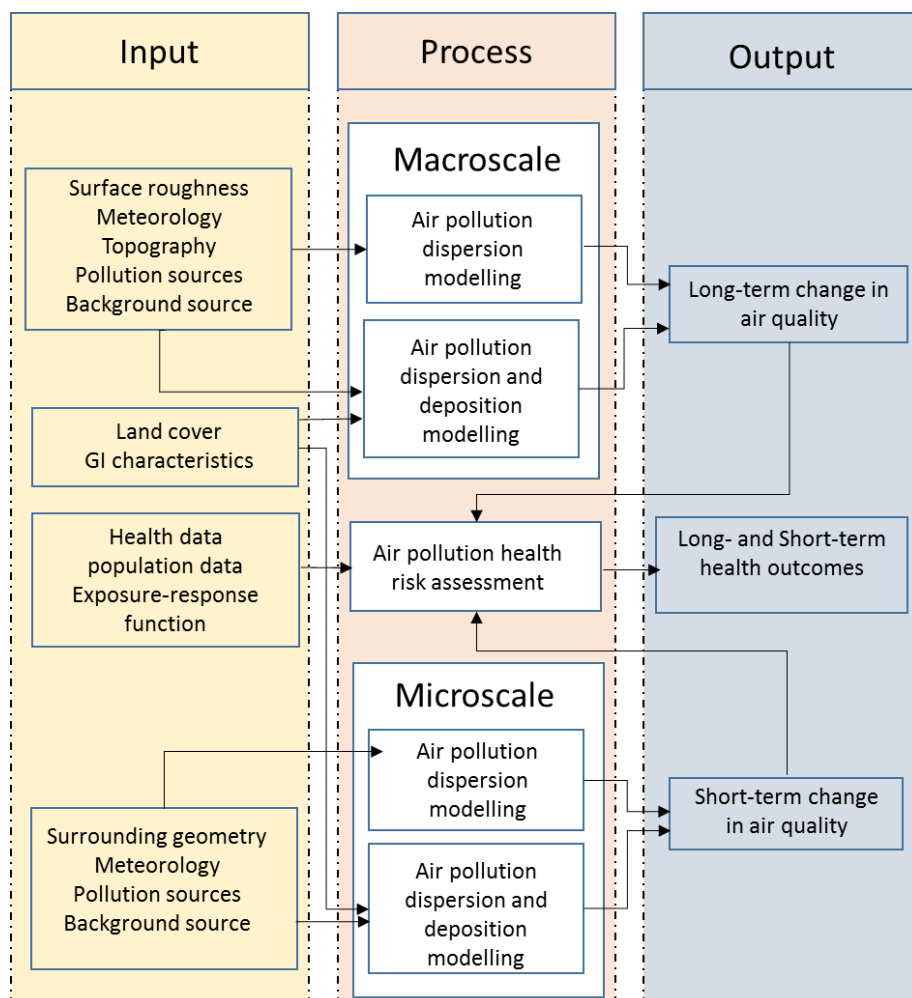 Input
Process
Output
Macroscale
Surface roughness
Meteorology
Topography
Pollution sources
Background source
Air pollution
dispersion
modelling
Long-term change in
air quality
Air pollution
dispersion and
deposition
modelling
Land cover
GI characteristics
Health data
population data
Exposure-response
function
Air pollution health
risk assessment
Long- and Short-term
health outcomes
Microscale
Air pollution
dispersion
modelling
Short-term change
in air quality
Surrounding geometry
Meteorology
Pollution sources
Background source
Air pollution
dispersion and
deposition
modelling